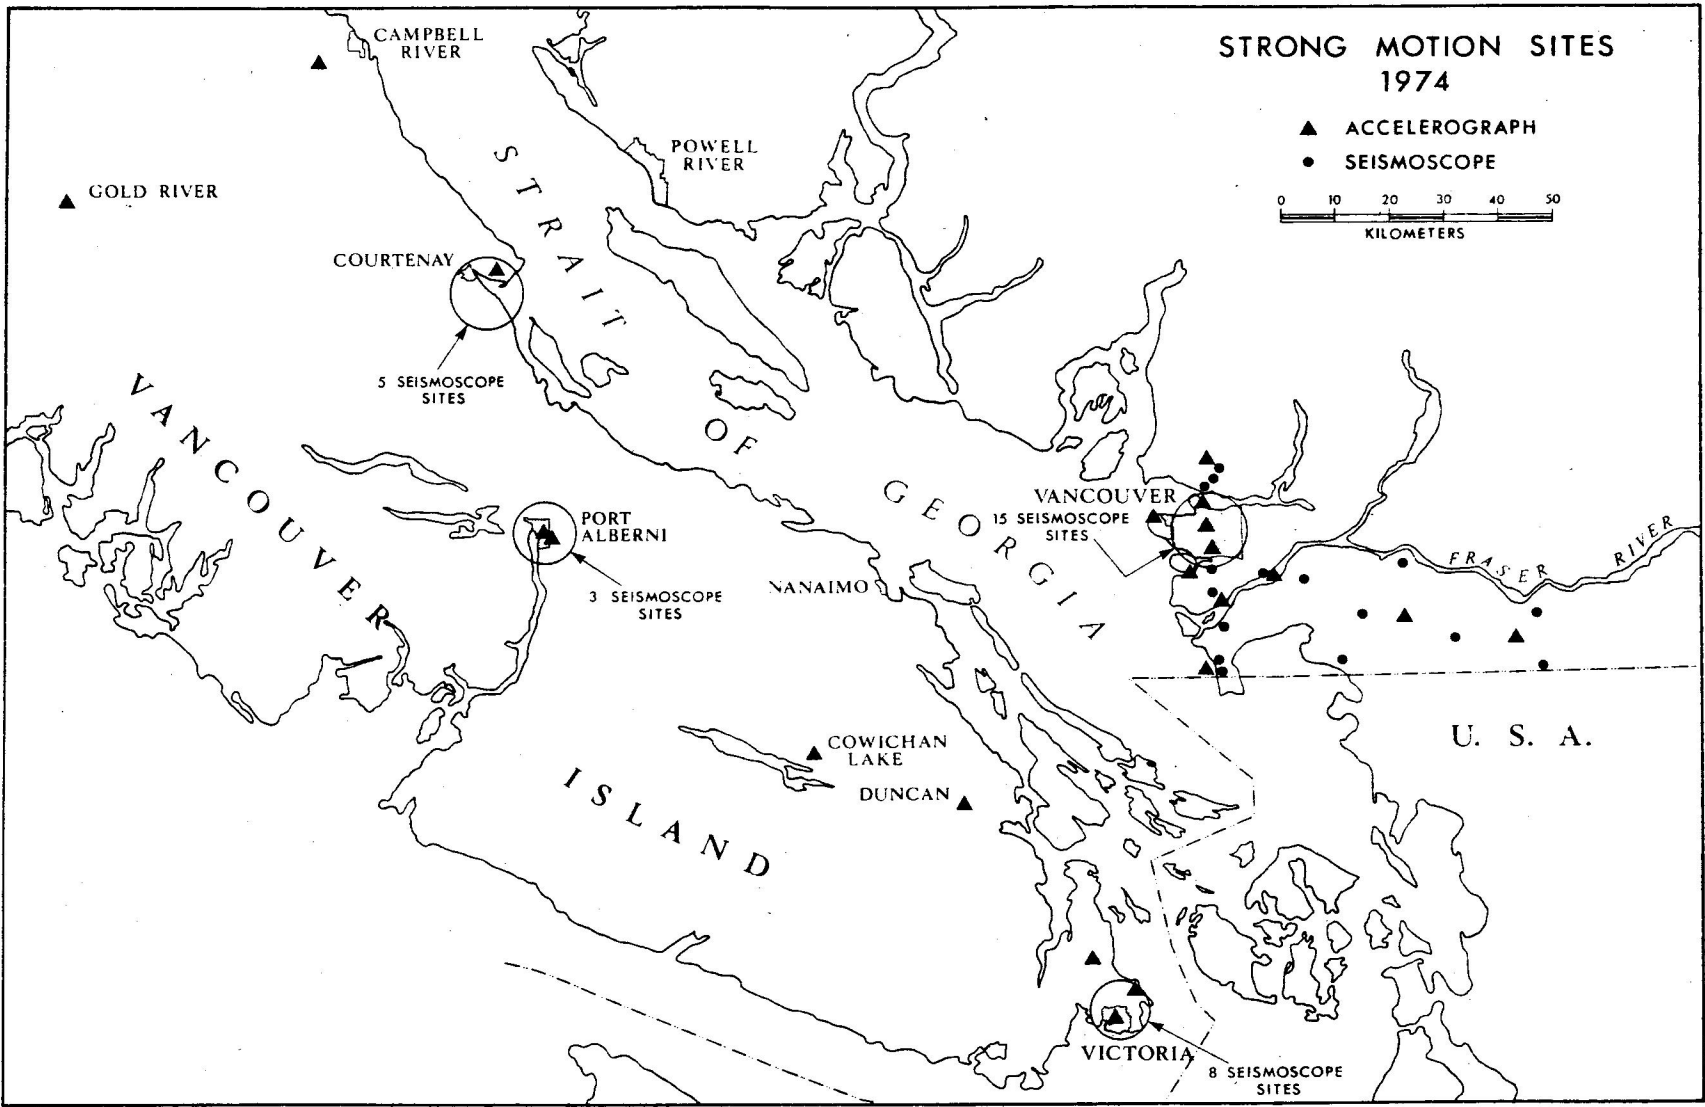 STRONG MOTION SITES
1974
ACCELEROGRAPH
SEISMOSCOPE
0 10 20 30 40 50
KILOMETERS
CAMPBELL
RIVER
POWELL
RIVER
GOLD RIVER
COURTENAY
5 SEISMOSCOPE
SITES
STRAIT
OF
GEORGIA
VANCOUVER
ISLAND
PORT
ALBERNI
3 SEISMOSCOPE
SITES
VANCOUVER
15 SEISMOSCOPE
SITES
FRASER RIVER
NANAIMO
U. S. A.
COWICHAN
LAKE
DUNCAN
VICTORIA
8 SEISMOSCOPE
SITES